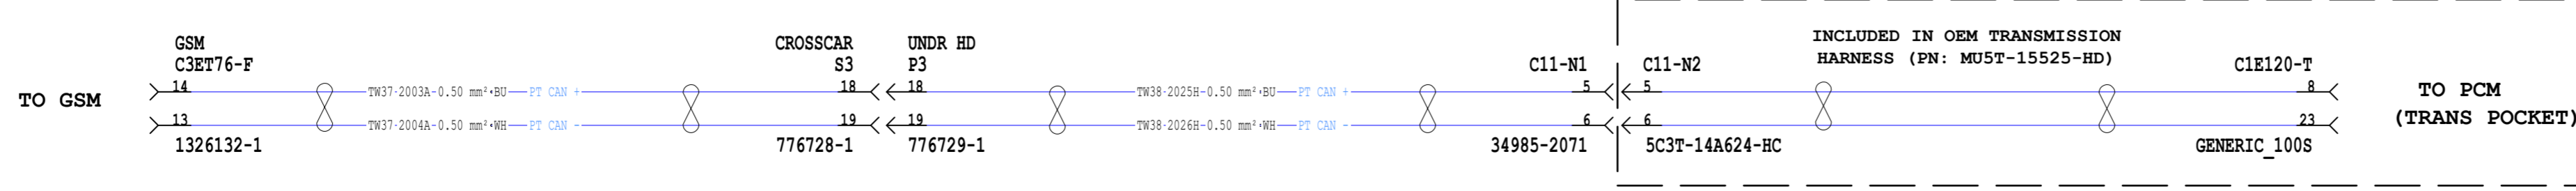 GSM
C3ET76-F
TO GSM
14
13
1326132-1
TW37-2003A-0.50 mm²·BU
PT CAN +
TW37-2004A-0.50 mm²·WH
PT CAN -
CROSSCAR
S3
18
19
776728-1
UNDR HD
P3
18
19
776729-1
TW38-2025H-0.50 mm²·BU
PT CAN +
TW38-2026H-0.50 mm²·WH
PT CAN -
C11-N1
5
6
34985-2071
C11-N2
5
6
5C3T-14A624-HC
INCLUDED IN OEM TRANSMISSION
HARNESS (PN: MU5T-15525-HD)
C1E120-T
8
23
GENERIC_100S
TO PCM
(TRANS POCKET)